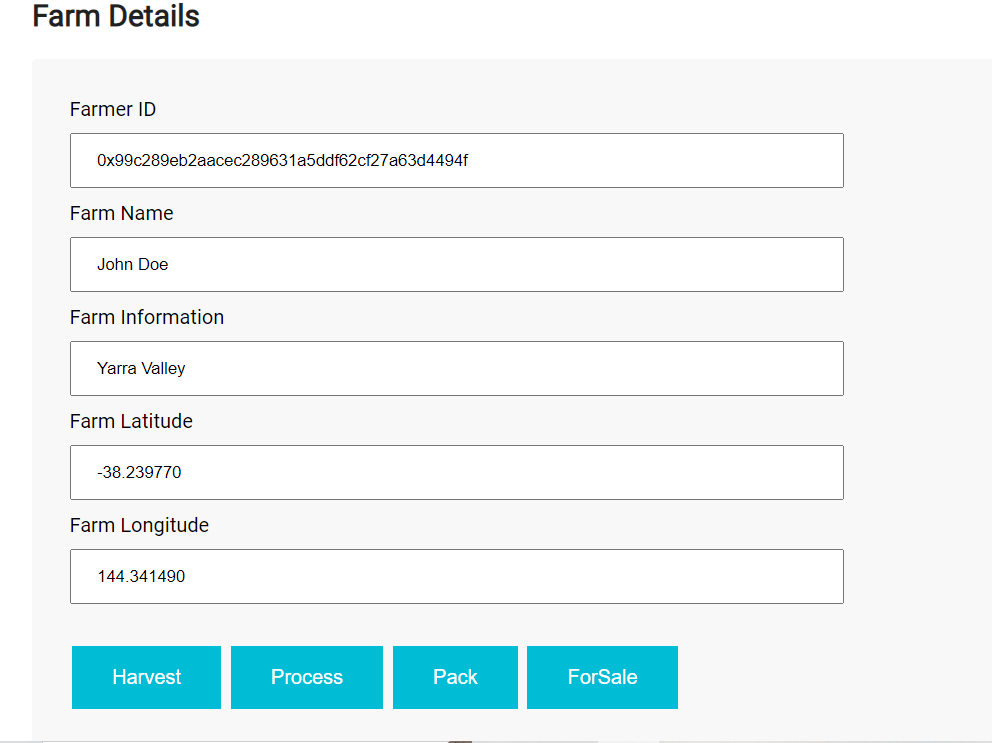 Farm Details
Farmer ID
0x99c289eb2aacec289631a5ddf62cf27a63d4494f
Farm Name
John Doe
Farm Information
Yarra Valley
Farm Latitude
-38.239770
Farm Longitude
144.341490
Harvest Process Pack ForSale